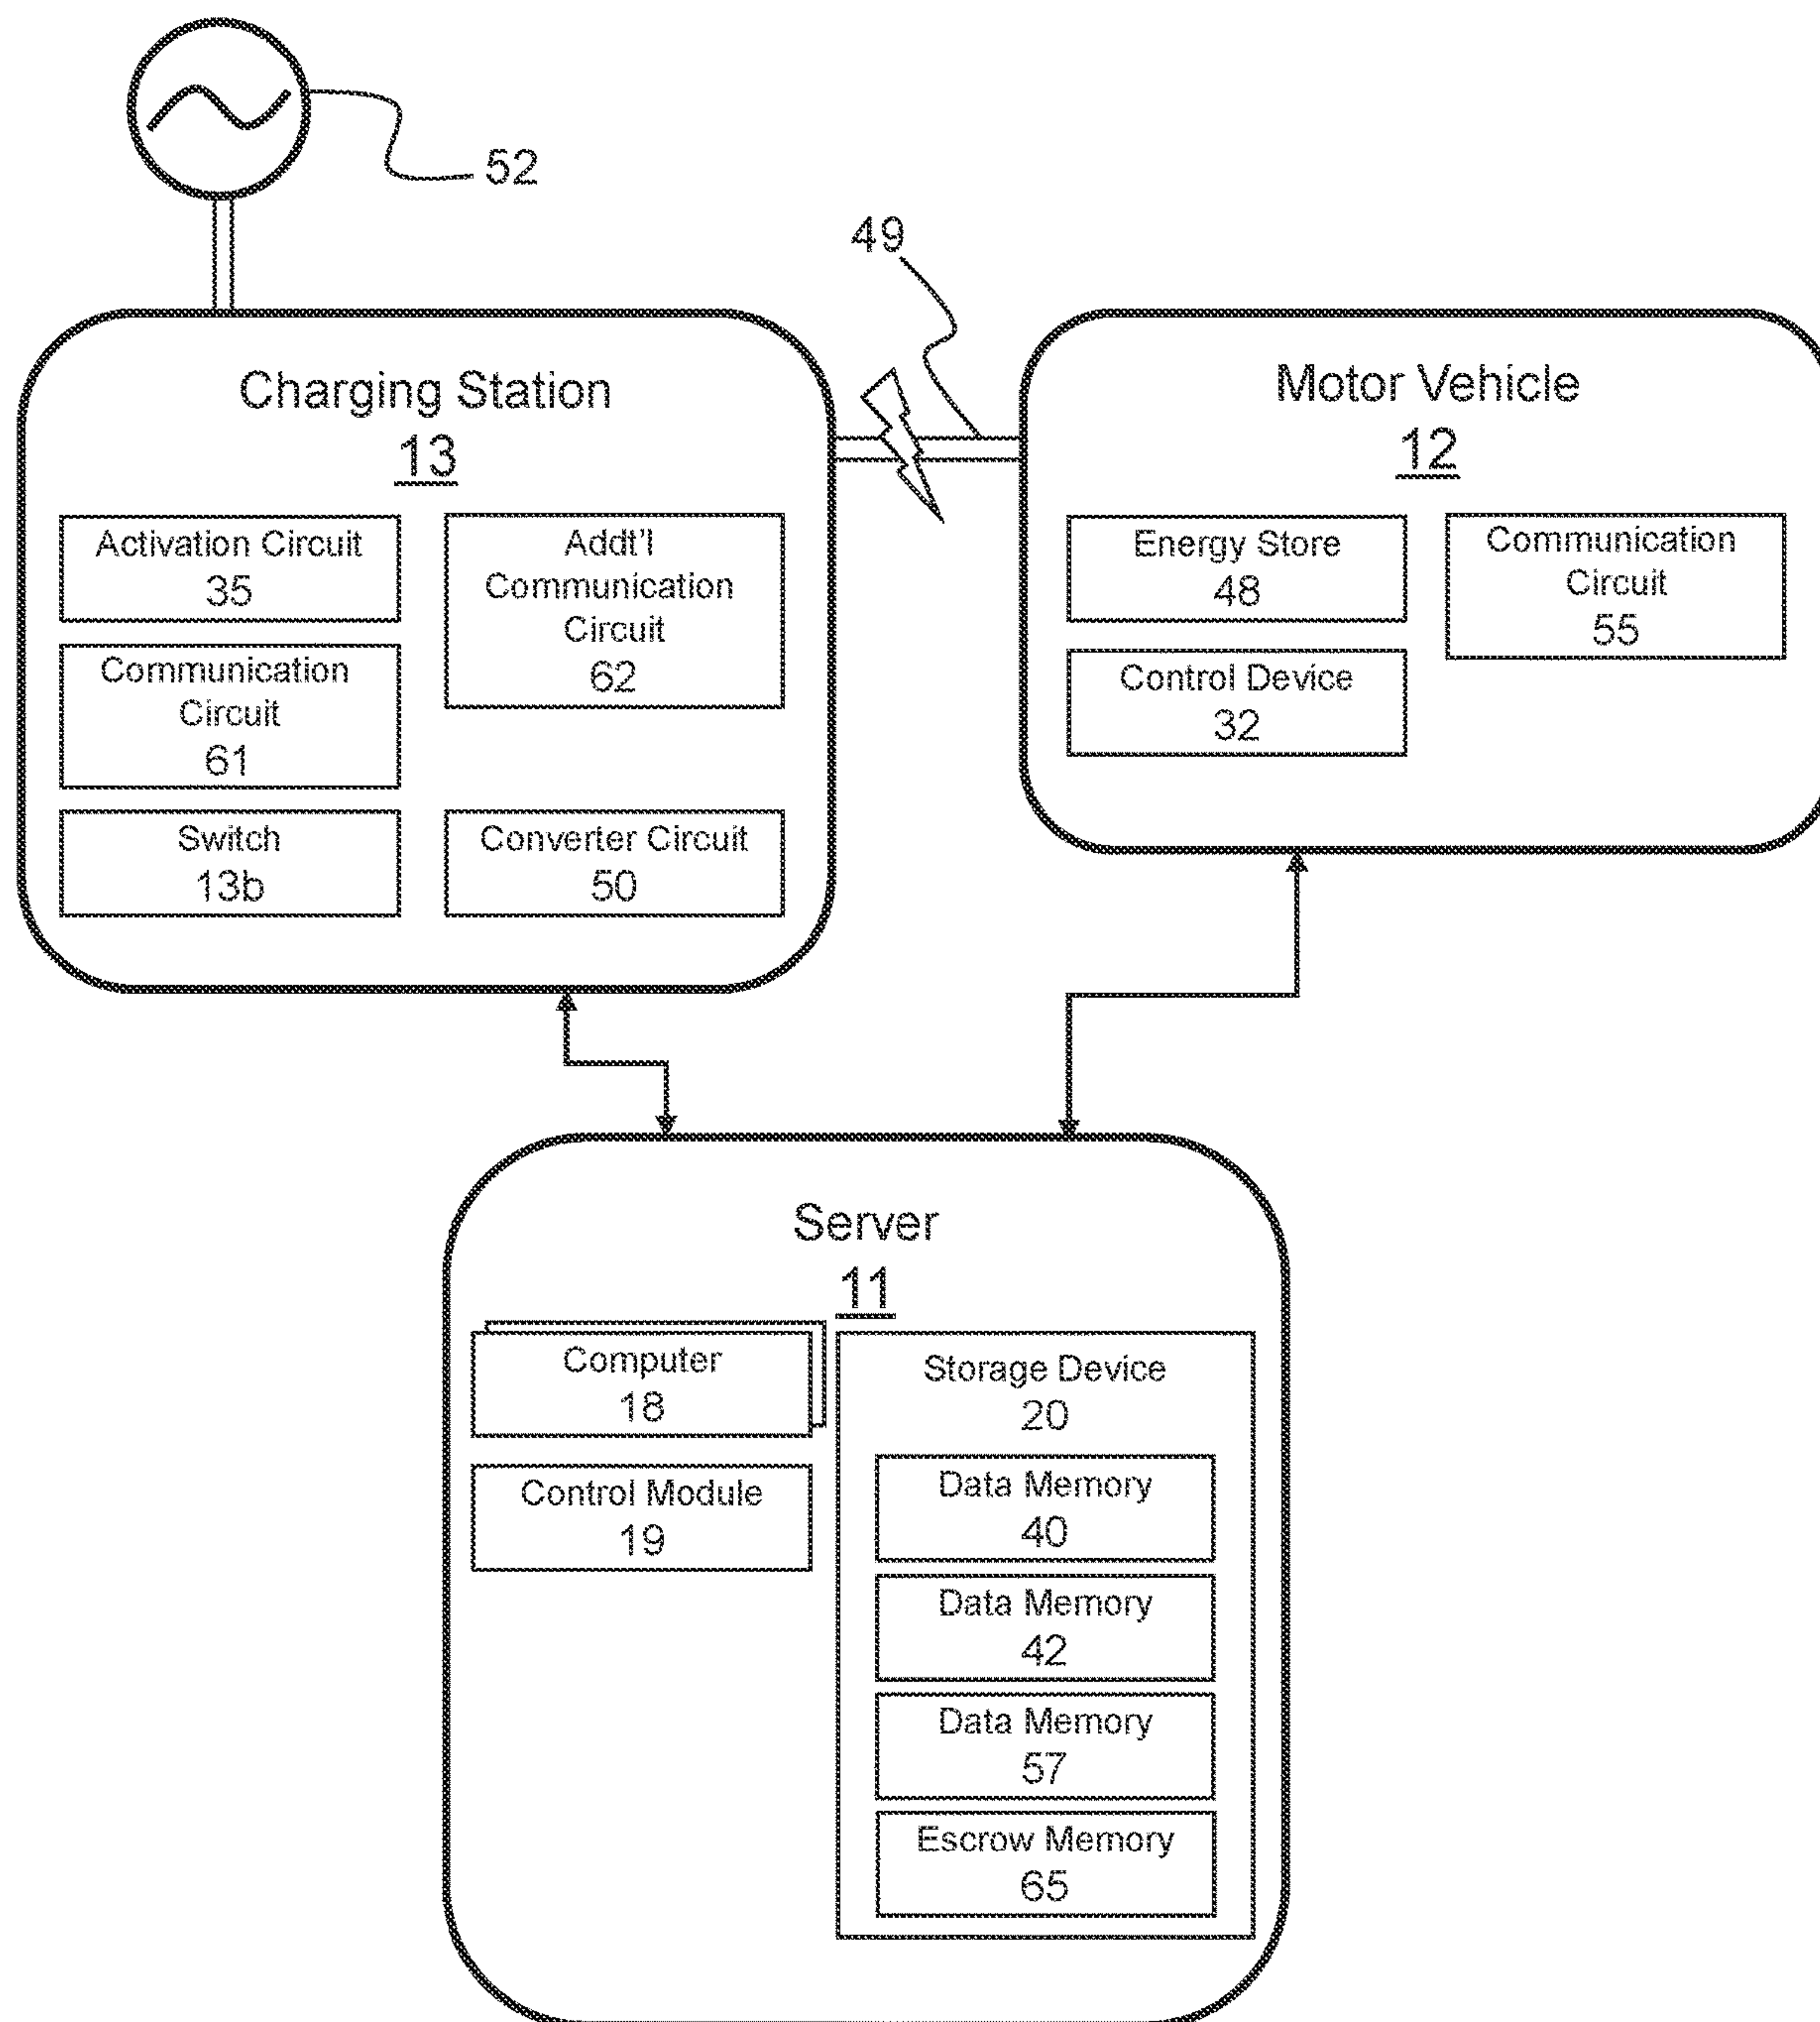 52
49
Charging Station
13
Activation Circuit
35
Communication
Circuit
61
Switch
13b
Addt'l
Communication
Circuit
62
Converter Circuit
50
Motor Vehicle
12
Energy Store
48
Control Device
32
Communication
Circuit
55
Server
11
Computer
18
Control Module
19
Storage Device
20
Data Memory
40
Data Memory
42
Data Memory
57
Escrow Memory
65